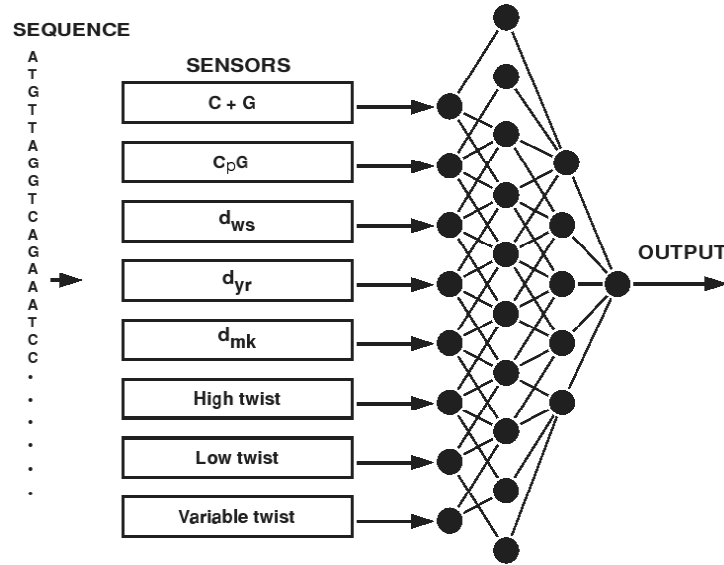 SEQUENCE
SENSORS
A
T
G
T
T
A
G
G
T
C
A
G
A
A
A
T
C
C
.
.
.
.
.
.
.
C + G
CpG
dws
dyr
dmk
High twist
Low twist
Variable twist
OUTPUT